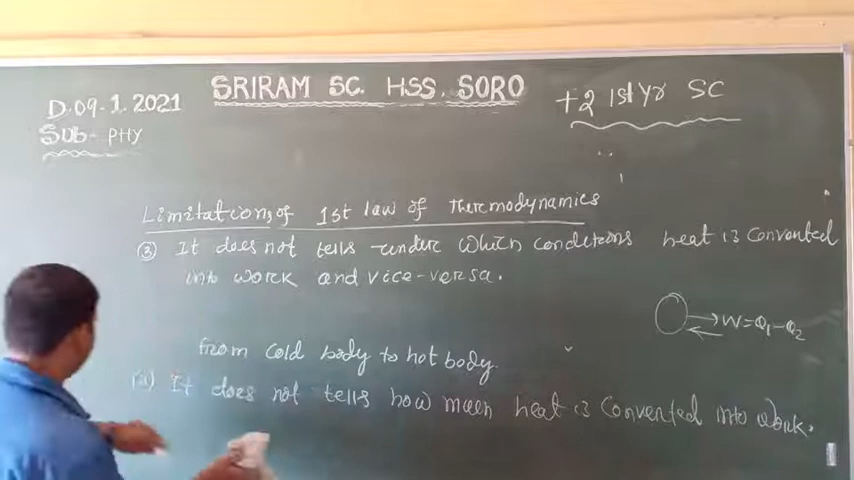 SRIRAM SC. HSS. SORO
D.09-1.2021
+2 1st Yr SC
Sub- PHY
Limitations of 1st law of Thermodynamics
(3) It does not tells under which conditions heat is converted
into work and vice-versa.
W=Q1-Q2
from cold body to hot body.
(2) It does not tells how much heat is converted into work.